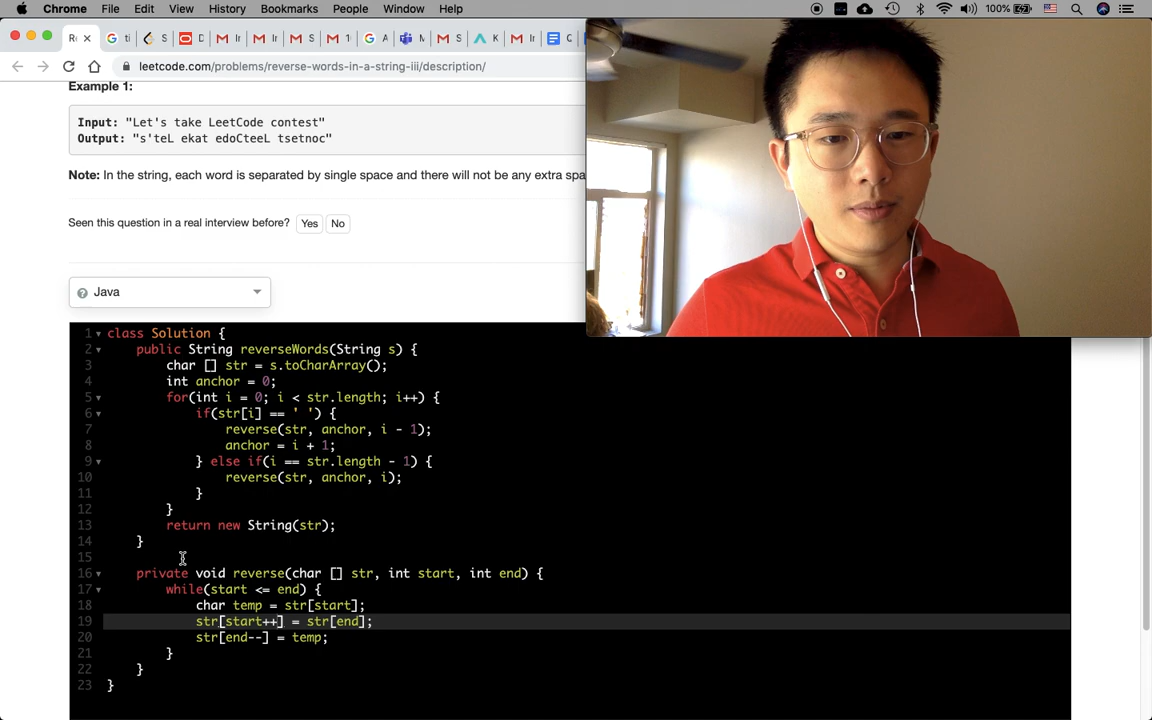 Chrome File Edit View History Bookmarks People Window Help 100%
leetcode.com/problems/reverse-words-in-a-string-iii/description/
Example 1:
Input: "Let's take LeetCode contest"
Output: "s'teL ekat edoCteeL tsetnoc"
Note: In the string, each word is separated by single space and there will not be any extra spa
Seen this question in a real interview before? Yes No
Java
1 class Solution {
2 public String reverseWords(String s) {
3 char [] str = s.toCharArray();
4 int anchor = 0;
5 for(int i = 0; i < str.length; i++) {
6 if(str[i] == ' ') {
7 reverse(str, anchor, i - 1);
8 anchor = i + 1;
9 } else if(i == str.length - 1) {
10 reverse(str, anchor, i);
11 }
12 }
13 return new String(str);
14 }
15
16 private void reverse(char [] str, int start, int end) {
17 while(start <= end) {
18 char temp = str[start];
19 str[start++] = str[end];
20 str[end--] = temp;
21 }
22 }
23 }